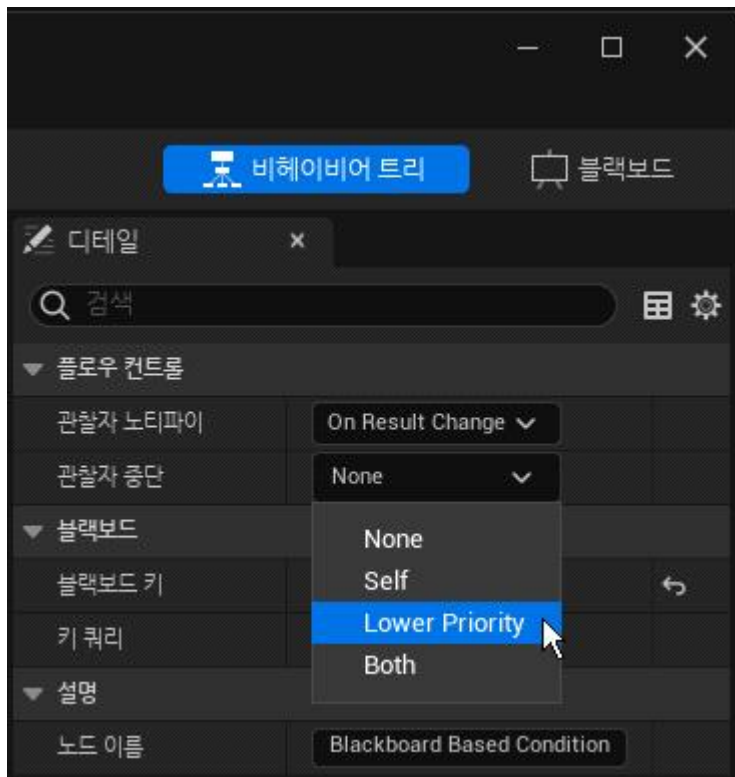 비헤이비어 트리
블랙보드
디테일
검색
플로우 컨트롤
관찰자 노티파이
On Result Change
관찰자 중단
None
None
Self
Lower Priority
Both
블랙보드
블랙보드 키
키 쿼리
설명
노드 이름
Blackboard Based Condition